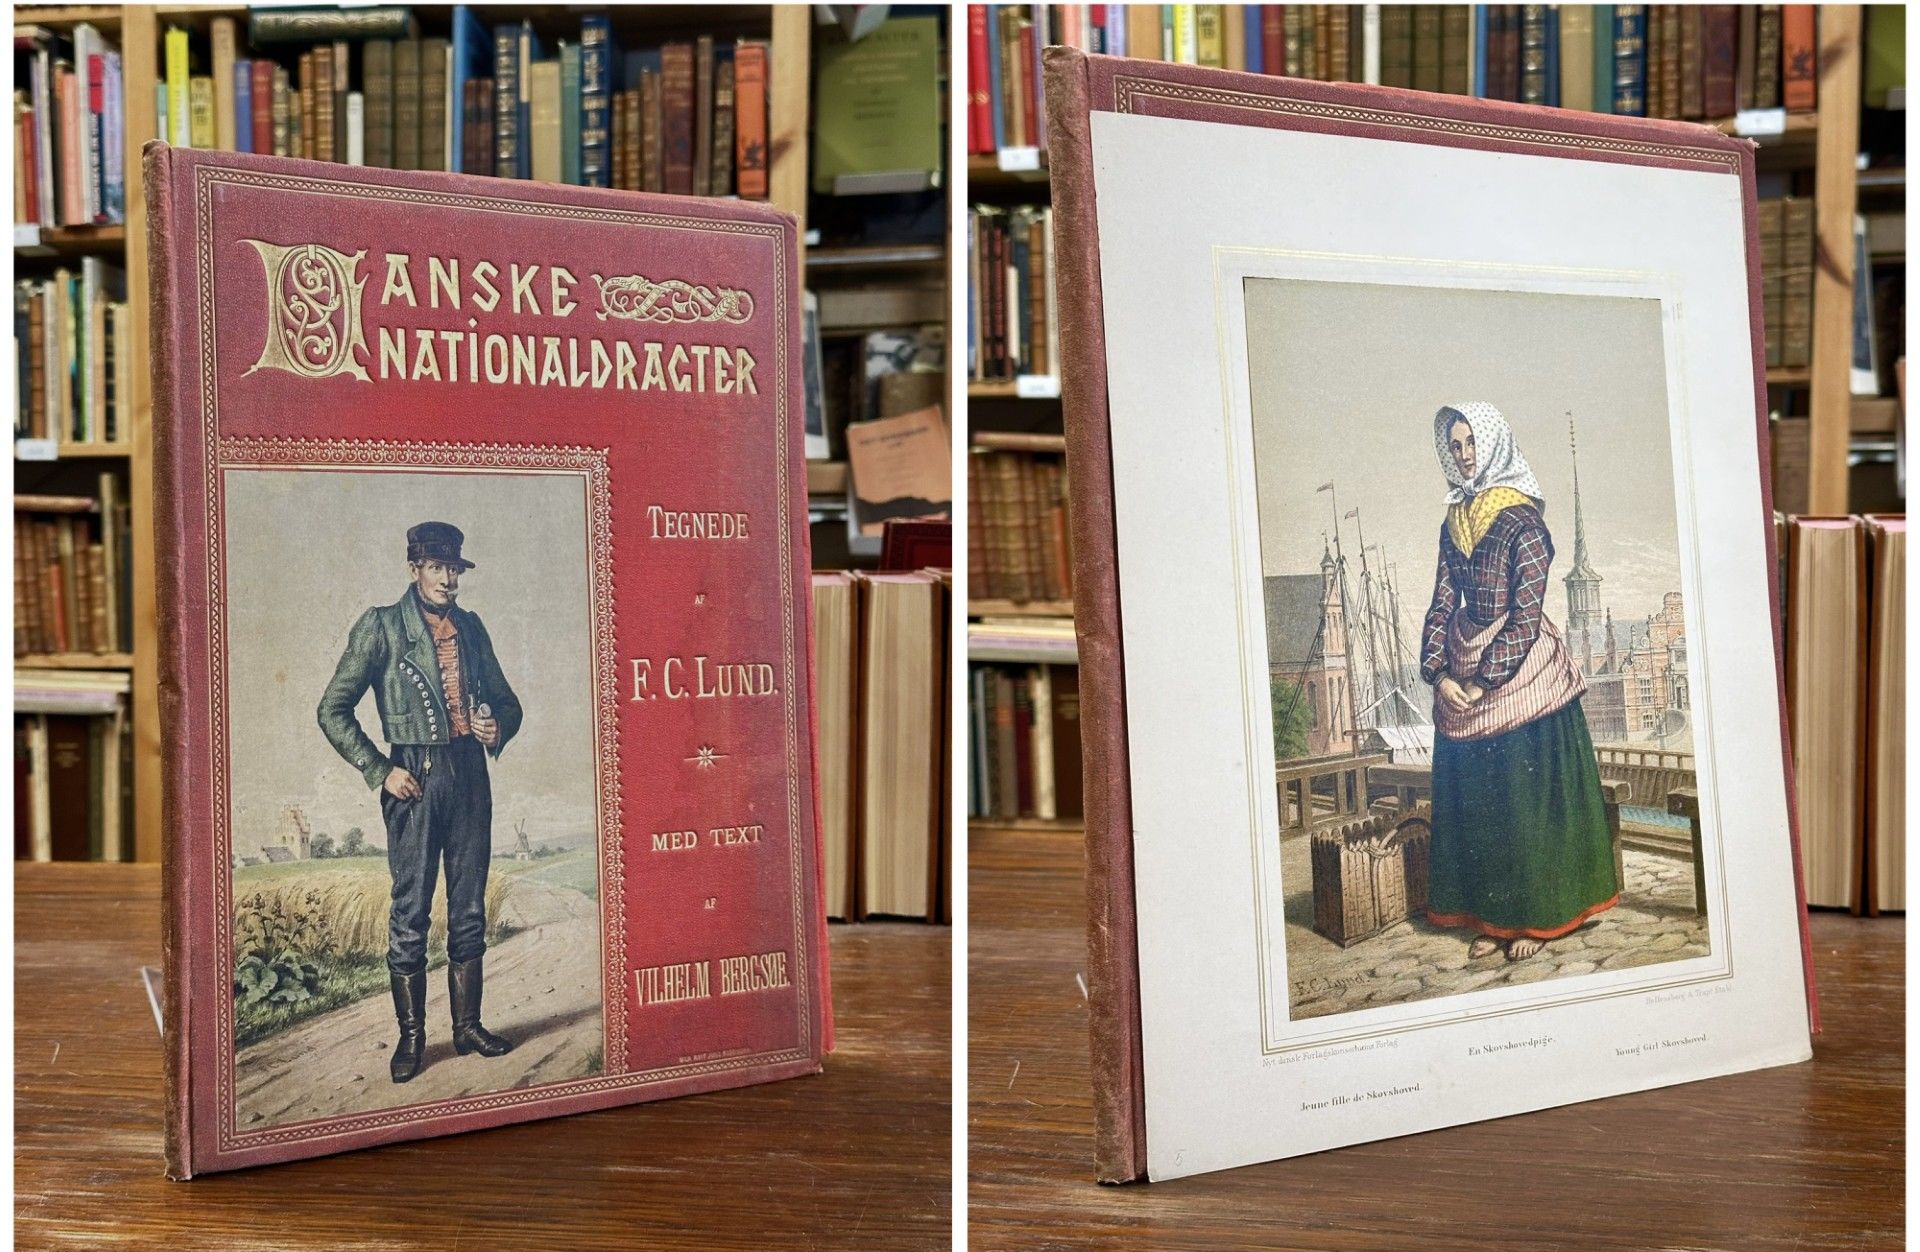 DANSKE
NATIONALDRAGTER
TEGNEDE
AF
F. C. LUND.
MED TEXT
AF
VILHELM BERGSØE.
F. C. Lund.
Nyt dansk Forlagskonsortiums Forlag.
En Skovshovedpige.
Young Girl Skovshoved.
Jeune fille de Skovshoved.
5